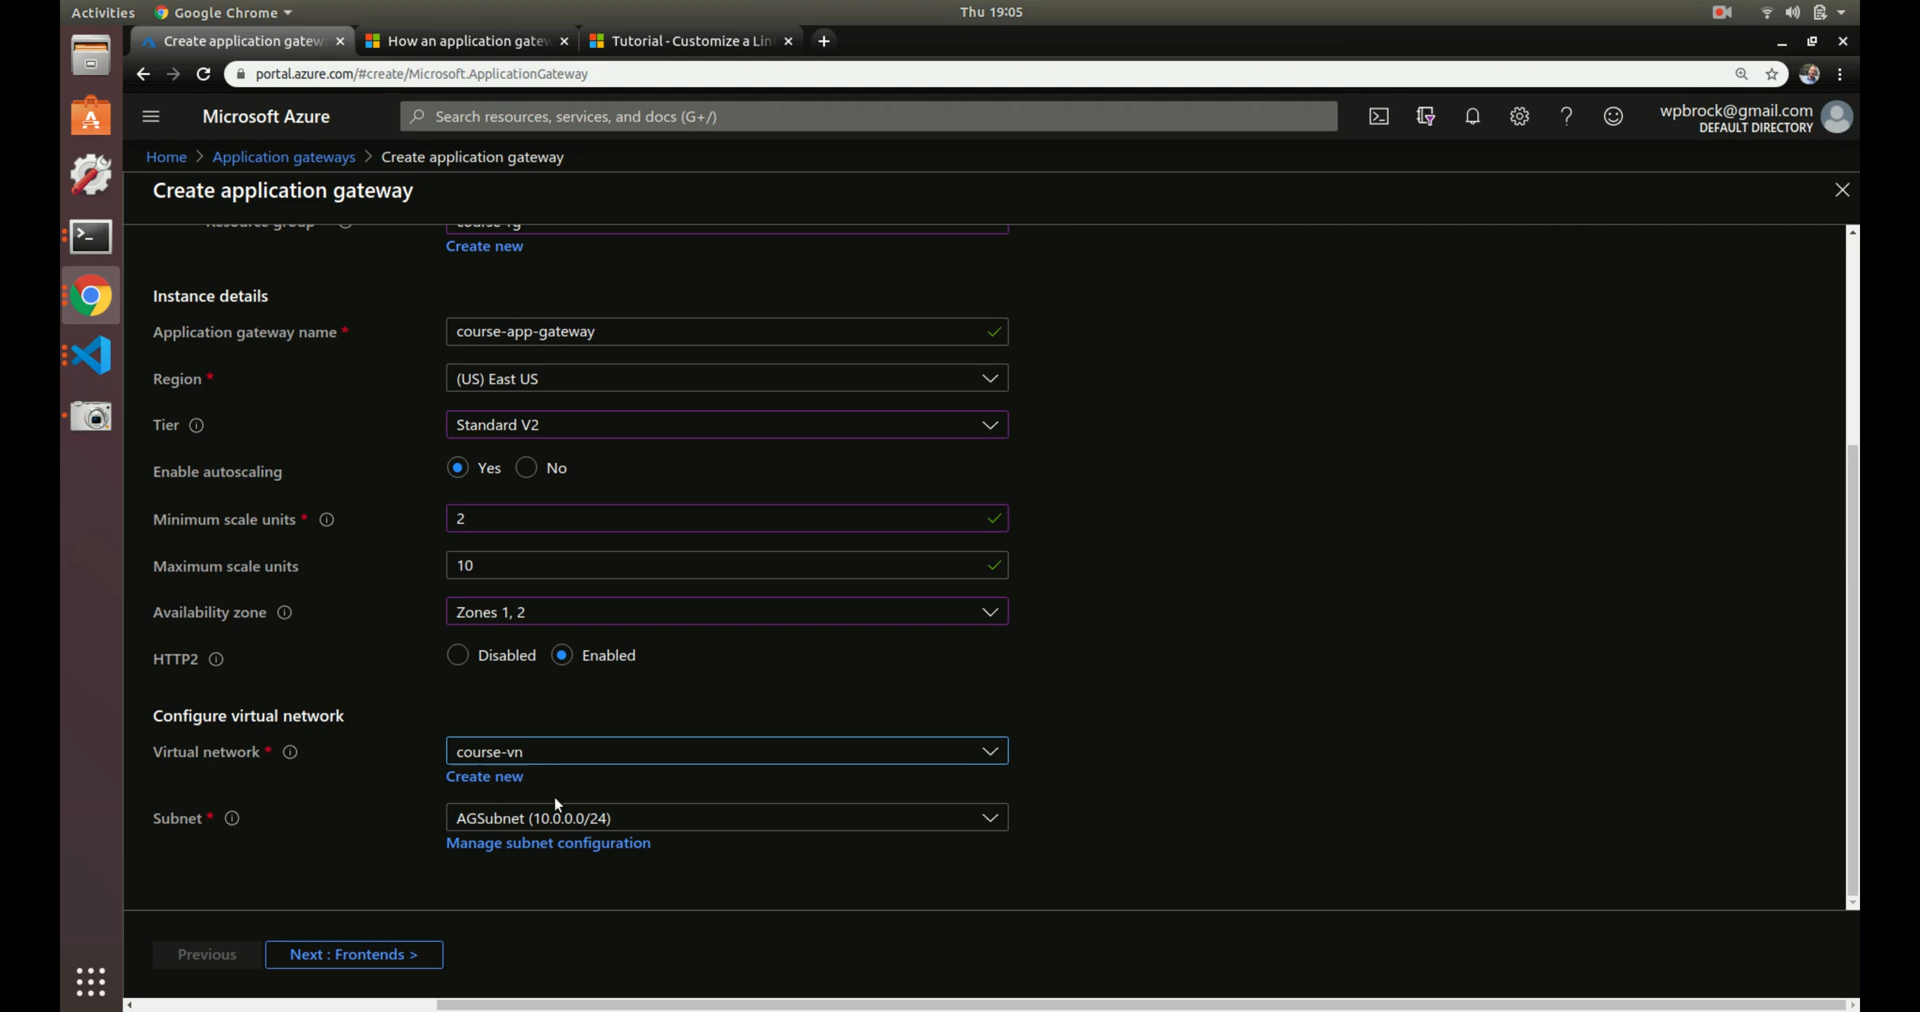 Activities
Google Chrome
Thu 19:05
Create application gatew
How an application gatew
Tutorial - Customize a Lin
portal.azure.com/#create/Microsoft.ApplicationGateway
Microsoft Azure
Search resources, services, and docs (G+/)
wpbrock@gmail.com
DEFAULT DIRECTORY
Home > Application gateways > Create application gateway
Create application gateway
Resource group
course-rg
Create new
Instance details
Application gateway name *
course-app-gateway
Region *
(US) East US
Tier
Standard V2
Enable autoscaling
Yes
No
Minimum scale units *
2
Maximum scale units
10
Availability zone
Zones 1, 2
HTTP2
Disabled
Enabled
Configure virtual network
Virtual network *
course-vn
Create new
Subnet *
AGSubnet (10.0.0.0/24)
Manage subnet configuration
Previous
Next : Frontends >